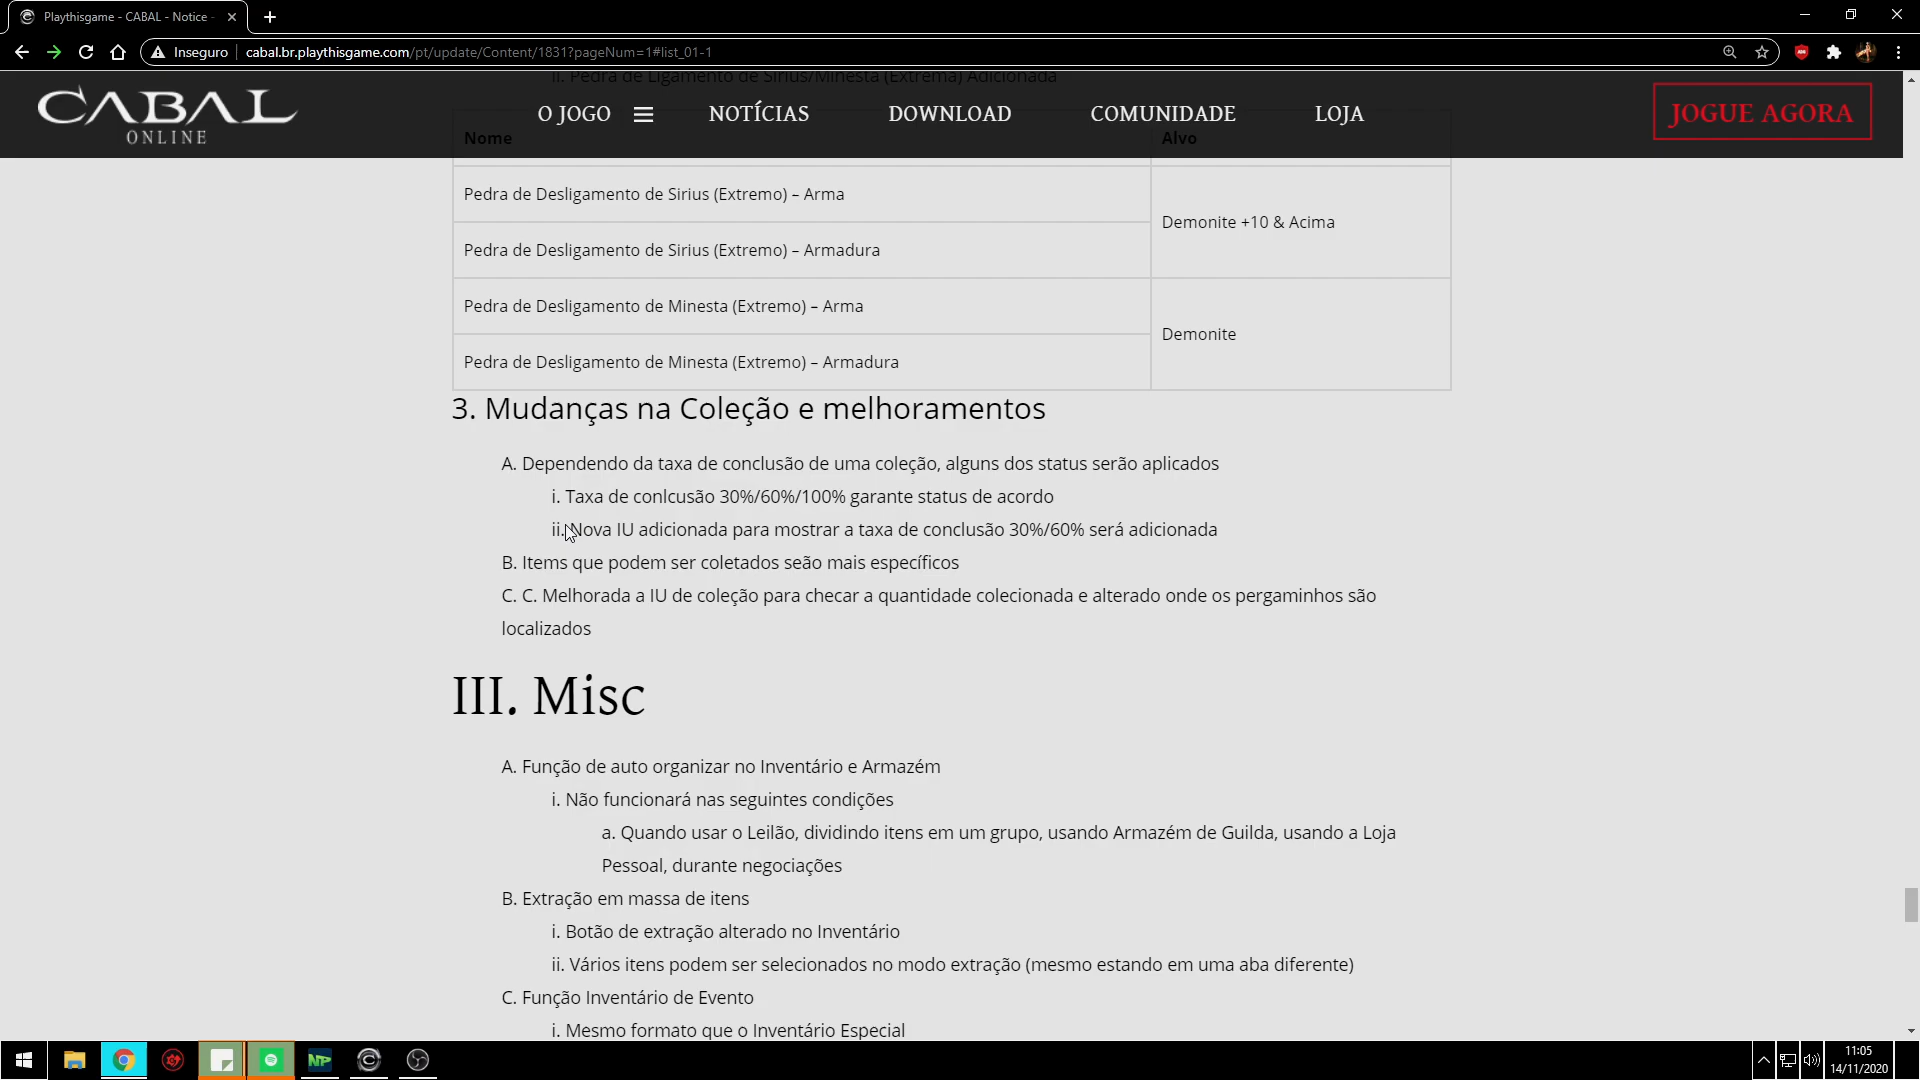 Playthisgame - CABAL - Notice -
Inseguro
cabal.br.playthisgame.com/pt/update/Content/1831?pageNum=1#list_01-1
ii. Pedra de Ligamento de Sirius/Minesta (Extrema) Adicionada
CABAL
ONLINE
O JOGO
NOTÍCIAS
DOWNLOAD
COMUNIDADE
LOJA
JOGUE AGORA
Nome
Alvo
Pedra de Desligamento de Sirius (Extremo) – Arma
Demonite +10 & Acima
Pedra de Desligamento de Sirius (Extremo) – Armadura
Pedra de Desligamento de Minesta (Extremo) – Arma
Demonite
Pedra de Desligamento de Minesta (Extremo) – Armadura
3. Mudanças na Coleção e melhoramentos
A. Dependendo da taxa de conclusão de uma coleção, alguns dos status serão aplicados
i. Taxa de conlcusão 30%/60%/100% garante status de acordo
ii. Nova IU adicionada para mostrar a taxa de conclusão 30%/60% será adicionada
B. Items que podem ser coletados seão mais específicos
C. C. Melhorada a IU de coleção para checar a quantidade colecionada e alterado onde os pergaminhos são
localizados
III. Misc
A. Função de auto organizar no Inventário e Armazém
i. Não funcionará nas seguintes condições
a. Quando usar o Leilão, dividindo itens em um grupo, usando Armazém de Guilda, usando a Loja
Pessoal, durante negociações
B. Extração em massa de itens
i. Botão de extração alterado no Inventário
ii. Vários itens podem ser selecionados no modo extração (mesmo estando em uma aba diferente)
C. Função Inventário de Evento
i. Mesmo formato que o Inventário Especial
NP
11:05
14/11/2020